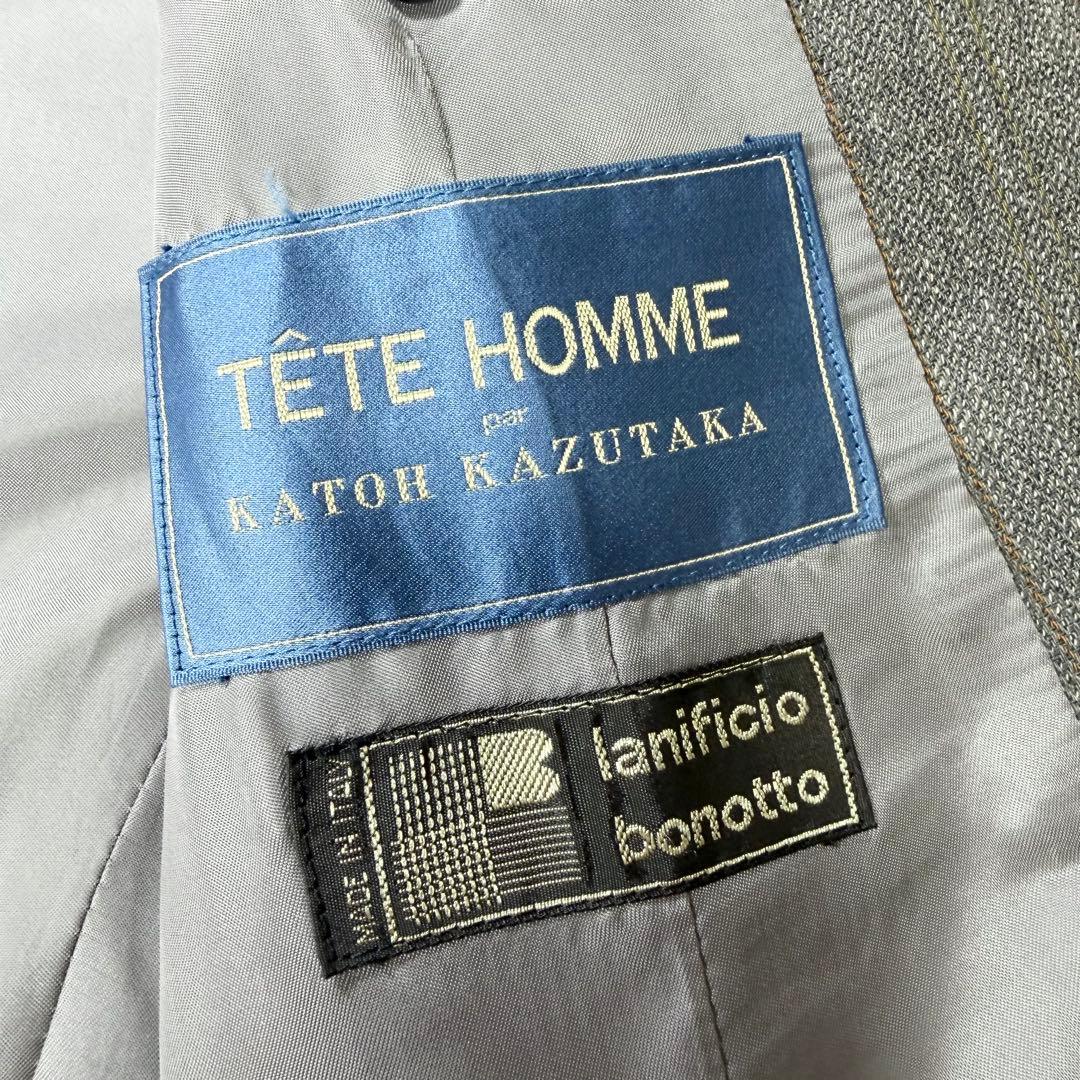 TÊTE HOMME
par
KATOH KAZUTAKA
MADE IN ITALY
B
lanificio
bonotto